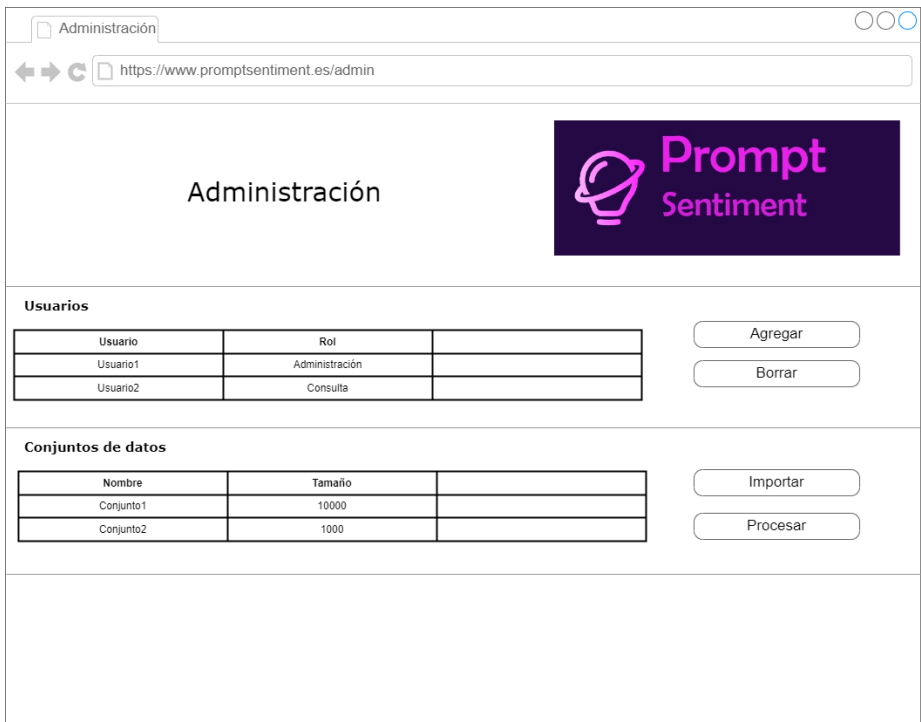 Administración
https://www.promptsentiment.es/admin
Administración
Prompt
Sentiment
Usuarios
Usuario Rol
Usuario1 Administración
Usuario2 Consulta
Agregar
Borrar
Conjuntos de datos
Nombre Tamaño
Conjunto1 10000
Conjunto2 1000
Importar
Procesar